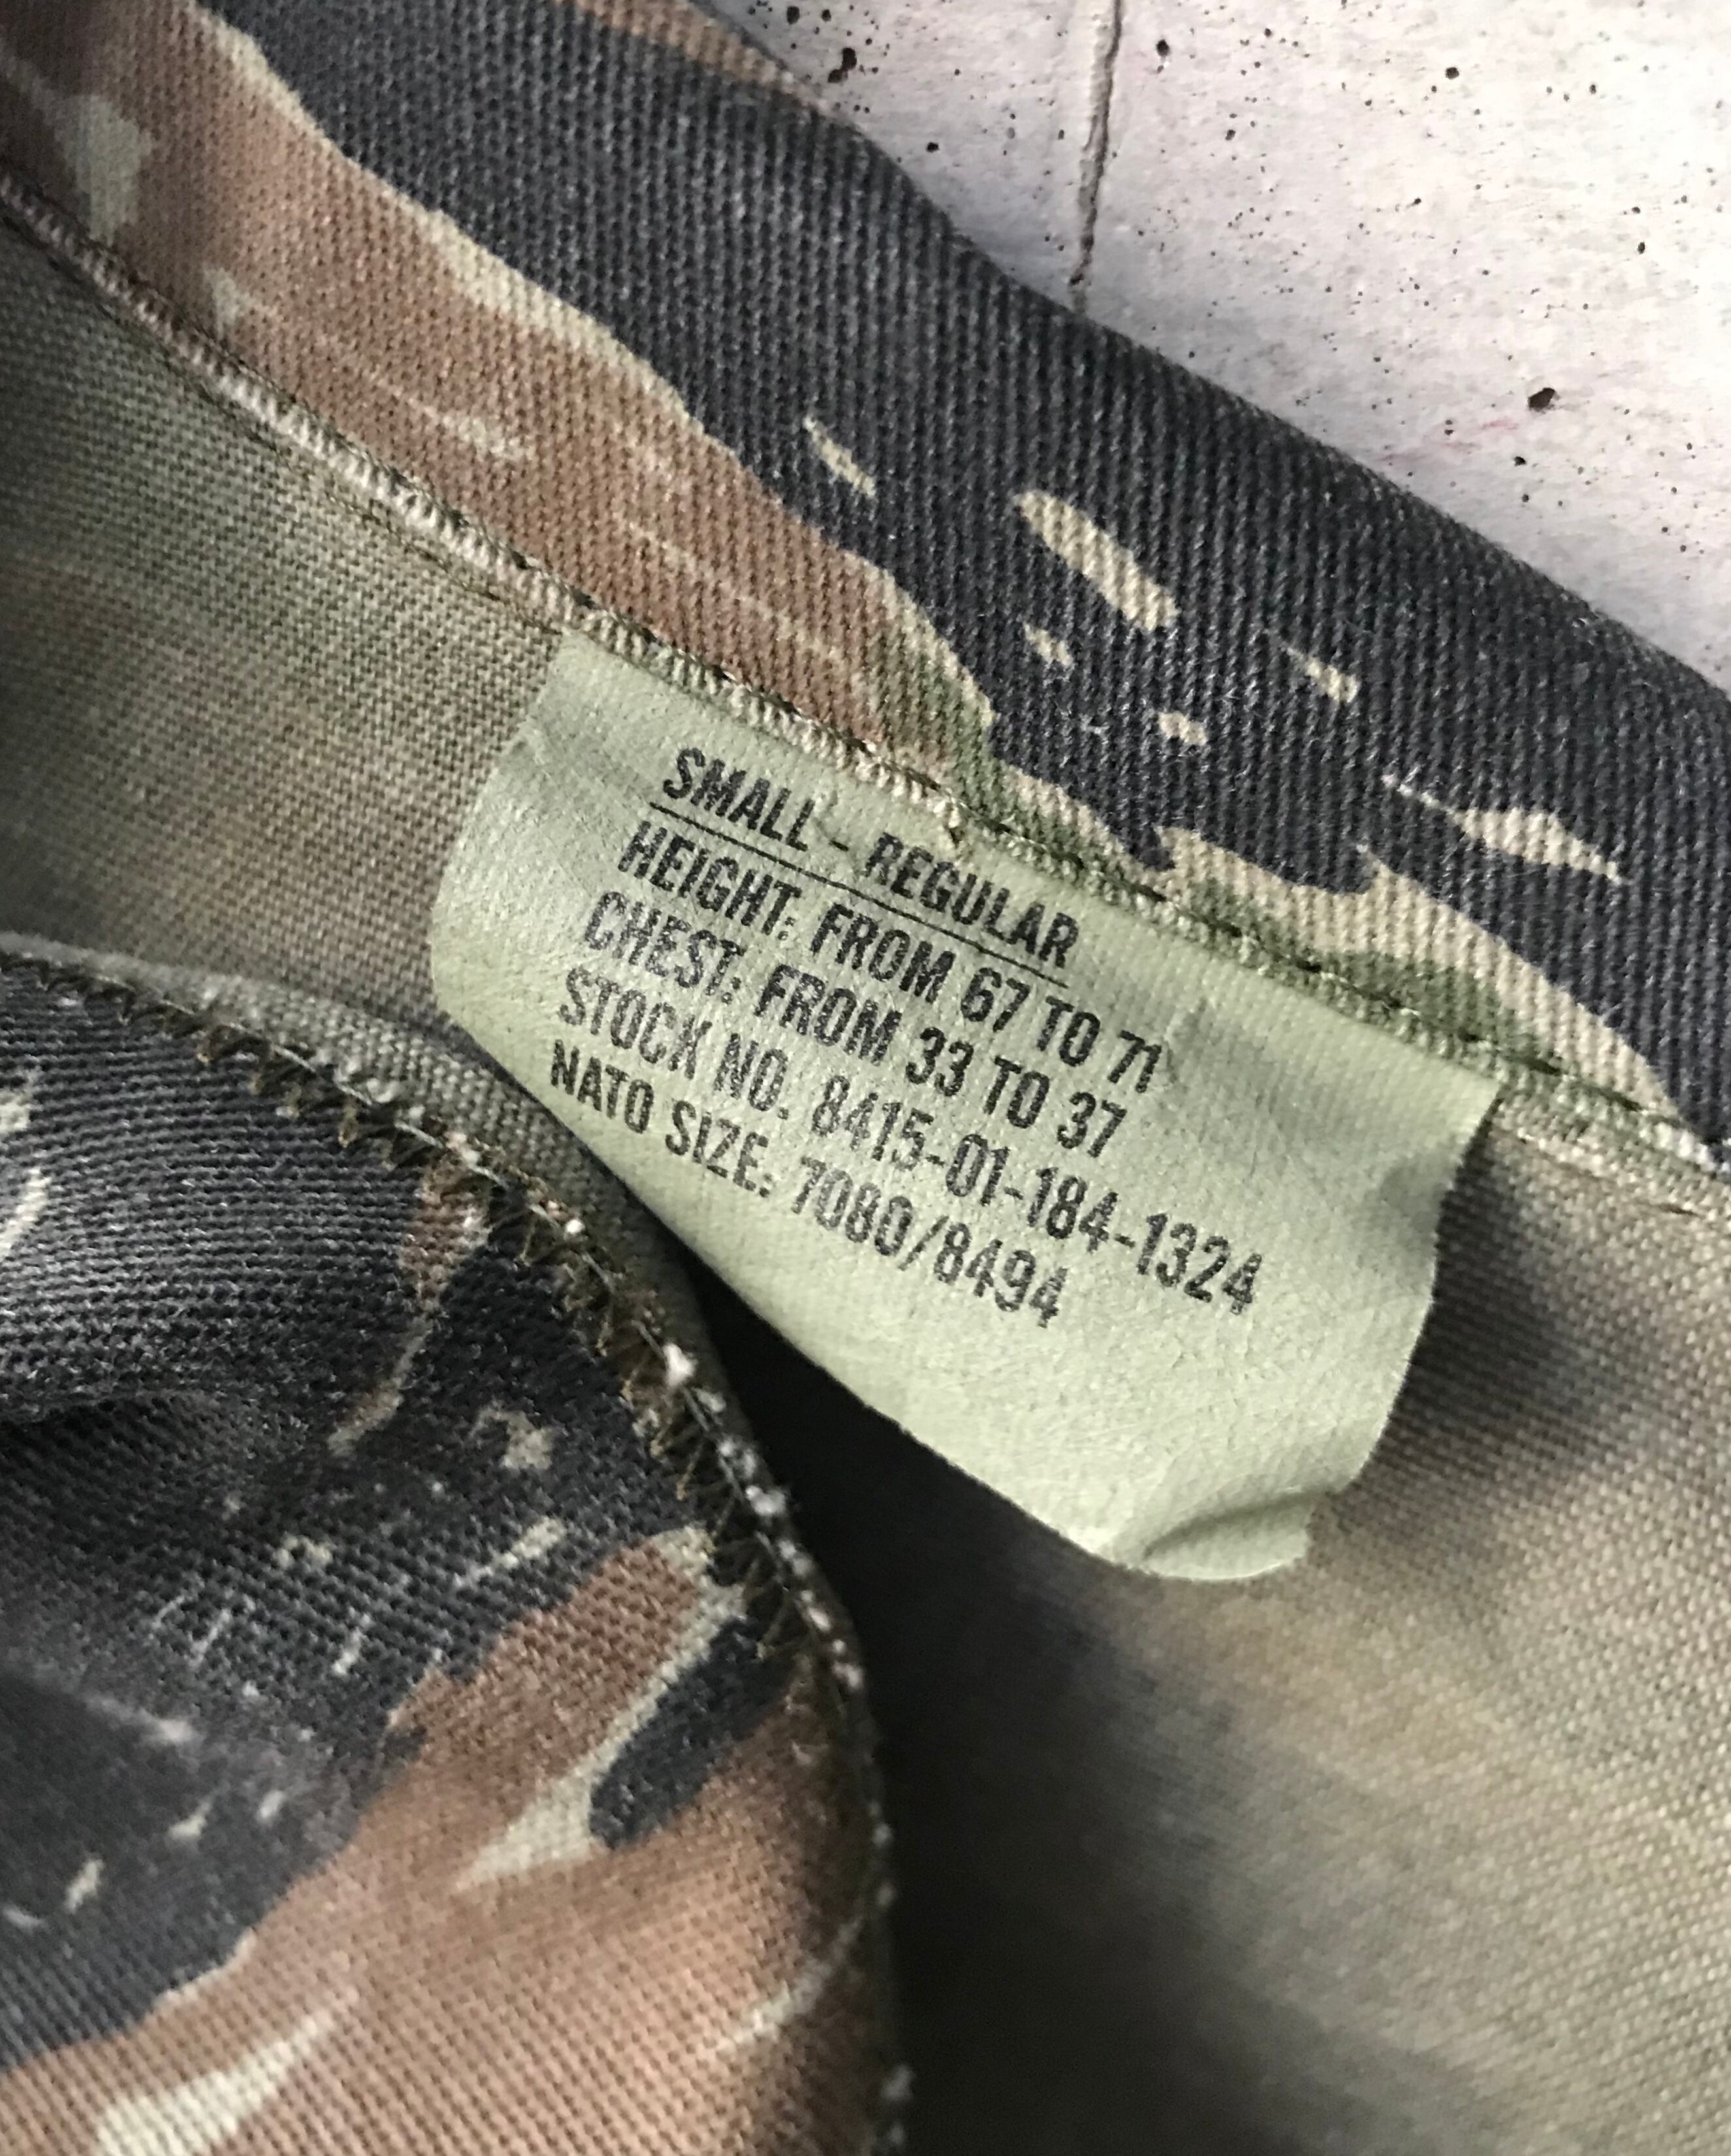 SMALL - REGULAR
HEIGHT: FROM 67 TO 71
CHEST: FROM 33 TO 37
STOCK NO. 8415-01-184-1324
NATO SIZE: 7080/8494